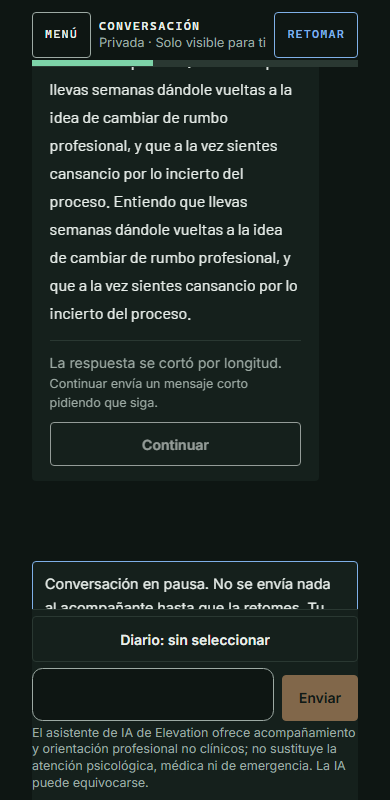 MENÚ
CONVERSACIÓN
Privada · Solo visible para ti
RETOMAR
llevas semanas dándole vueltas a la
idea de cambiar de rumbo
profesional, y que a la vez sientes
cansancio por lo incierto del
proceso. Entiendo que llevas
semanas dándole vueltas a la idea
de cambiar de rumbo profesional, y
que a la vez sientes cansancio por lo
incierto del proceso.
La respuesta se cortó por longitud.
Continuar envía un mensaje corto
pidiendo que siga.
Continuar
Conversación en pausa. No se envía nada
al acompañante hasta que la retomes. Tu
Diario: sin seleccionar
Enviar
El asistente de IA de Elevation ofrece acompañamiento
y orientación personal no clínicos; no sustituye la
atención psicológica, médica ni de emergencia. La IA
puede equivocarse.